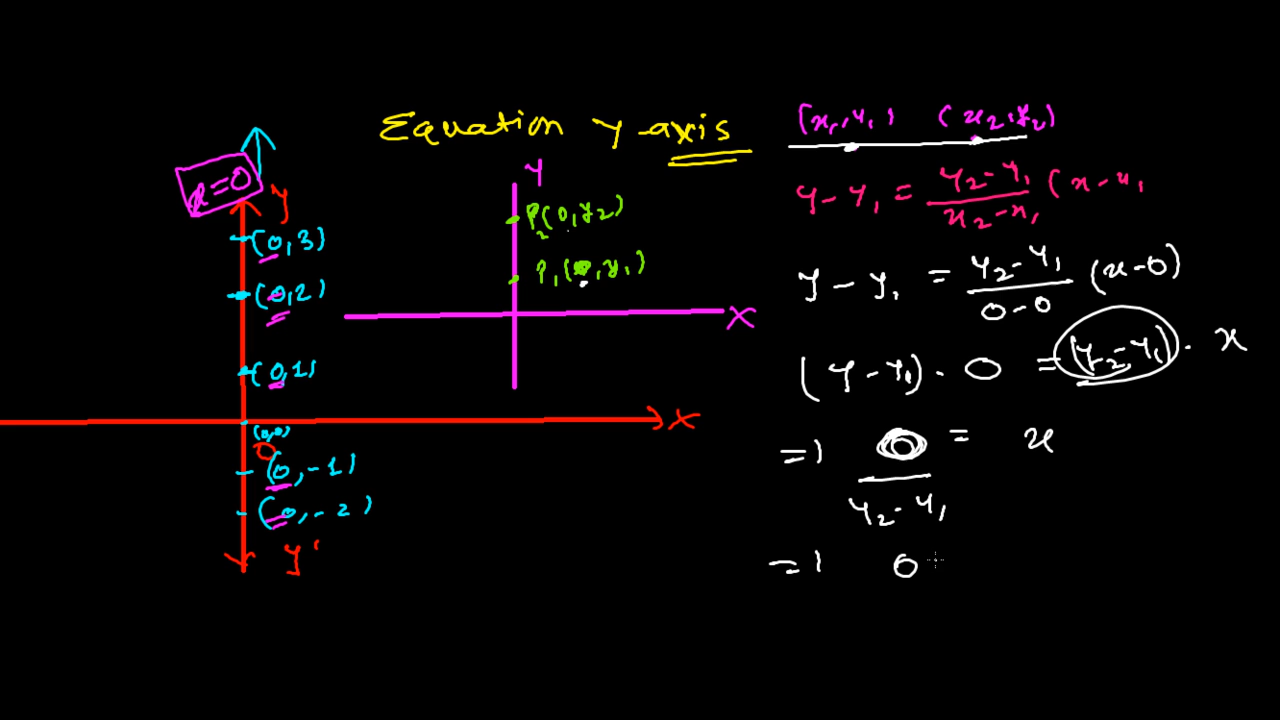 Equation Y axis
x=0
y
(0,3)
(0,2)
(0,1)
(0,0)
O
X
(0,-1)
(0,-2)
y'
Y
P₂(0,y₂)
P₁(0,y₁)
X
(x₁,y₁) (x₂,y₂)
y-y₁ = y₂-y₁/x₂-x₁ (x-x₁
y-y₁ = y₂-y₁/0-0 (x-0)
(y-y₁)·0 = (y₂-y₁)·x
=) 0/y₂-y₁ = x
=) 0